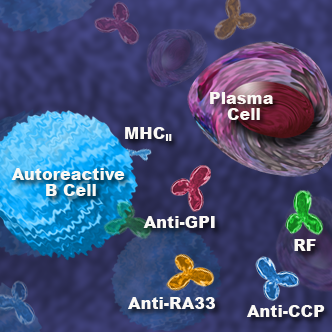 Plasma
Cell
MHCII
Autoreactive
B Cell
Anti-GPI
RF
Anti-RA33
Anti-CCP